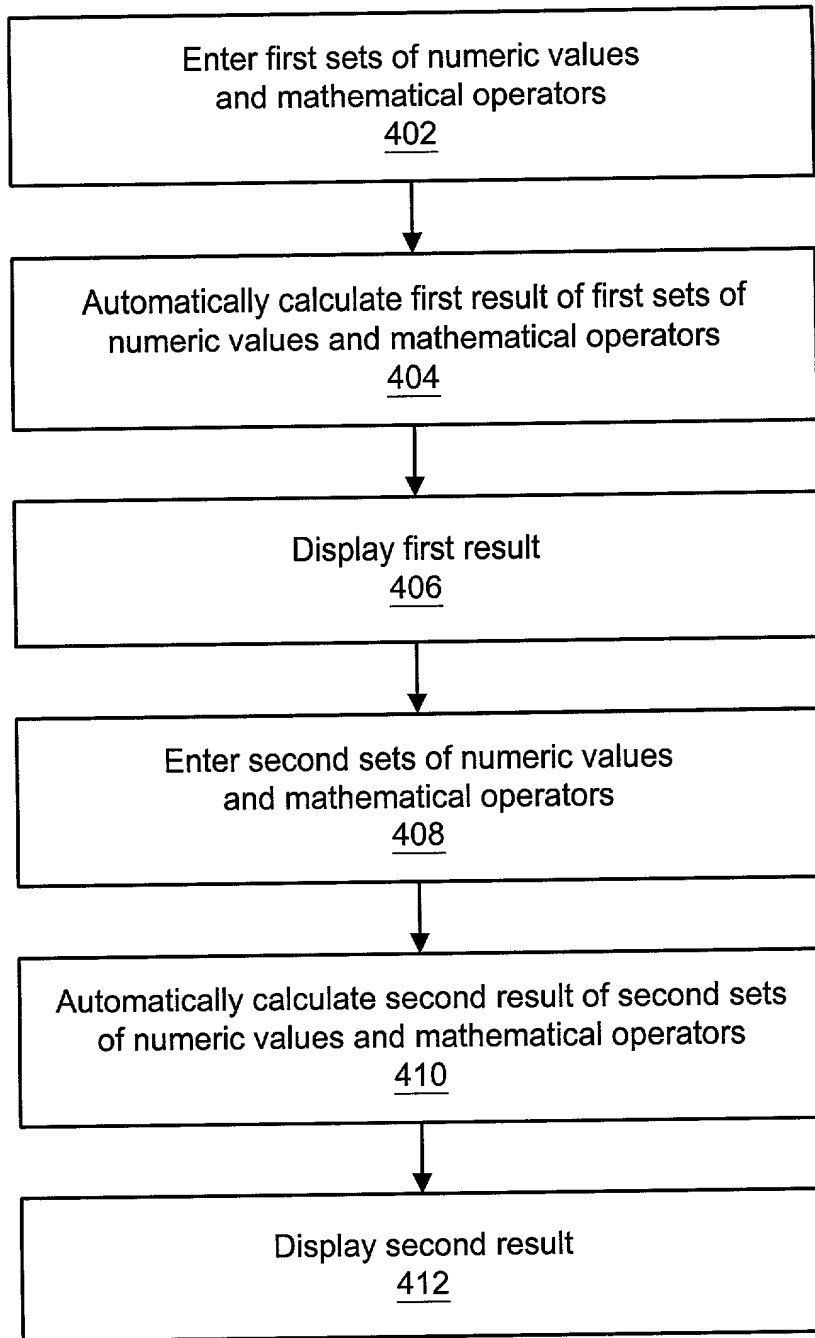 Enter first sets of numeric values
and mathematical operators
402
Automatically calculate first result of first sets of
numeric values and mathematical operators
404
Display first result
406
Enter second sets of numeric values
and mathematical operators
408
Automatically calculate second result of second sets
of numeric values and mathematical operators
410
Display second result
412